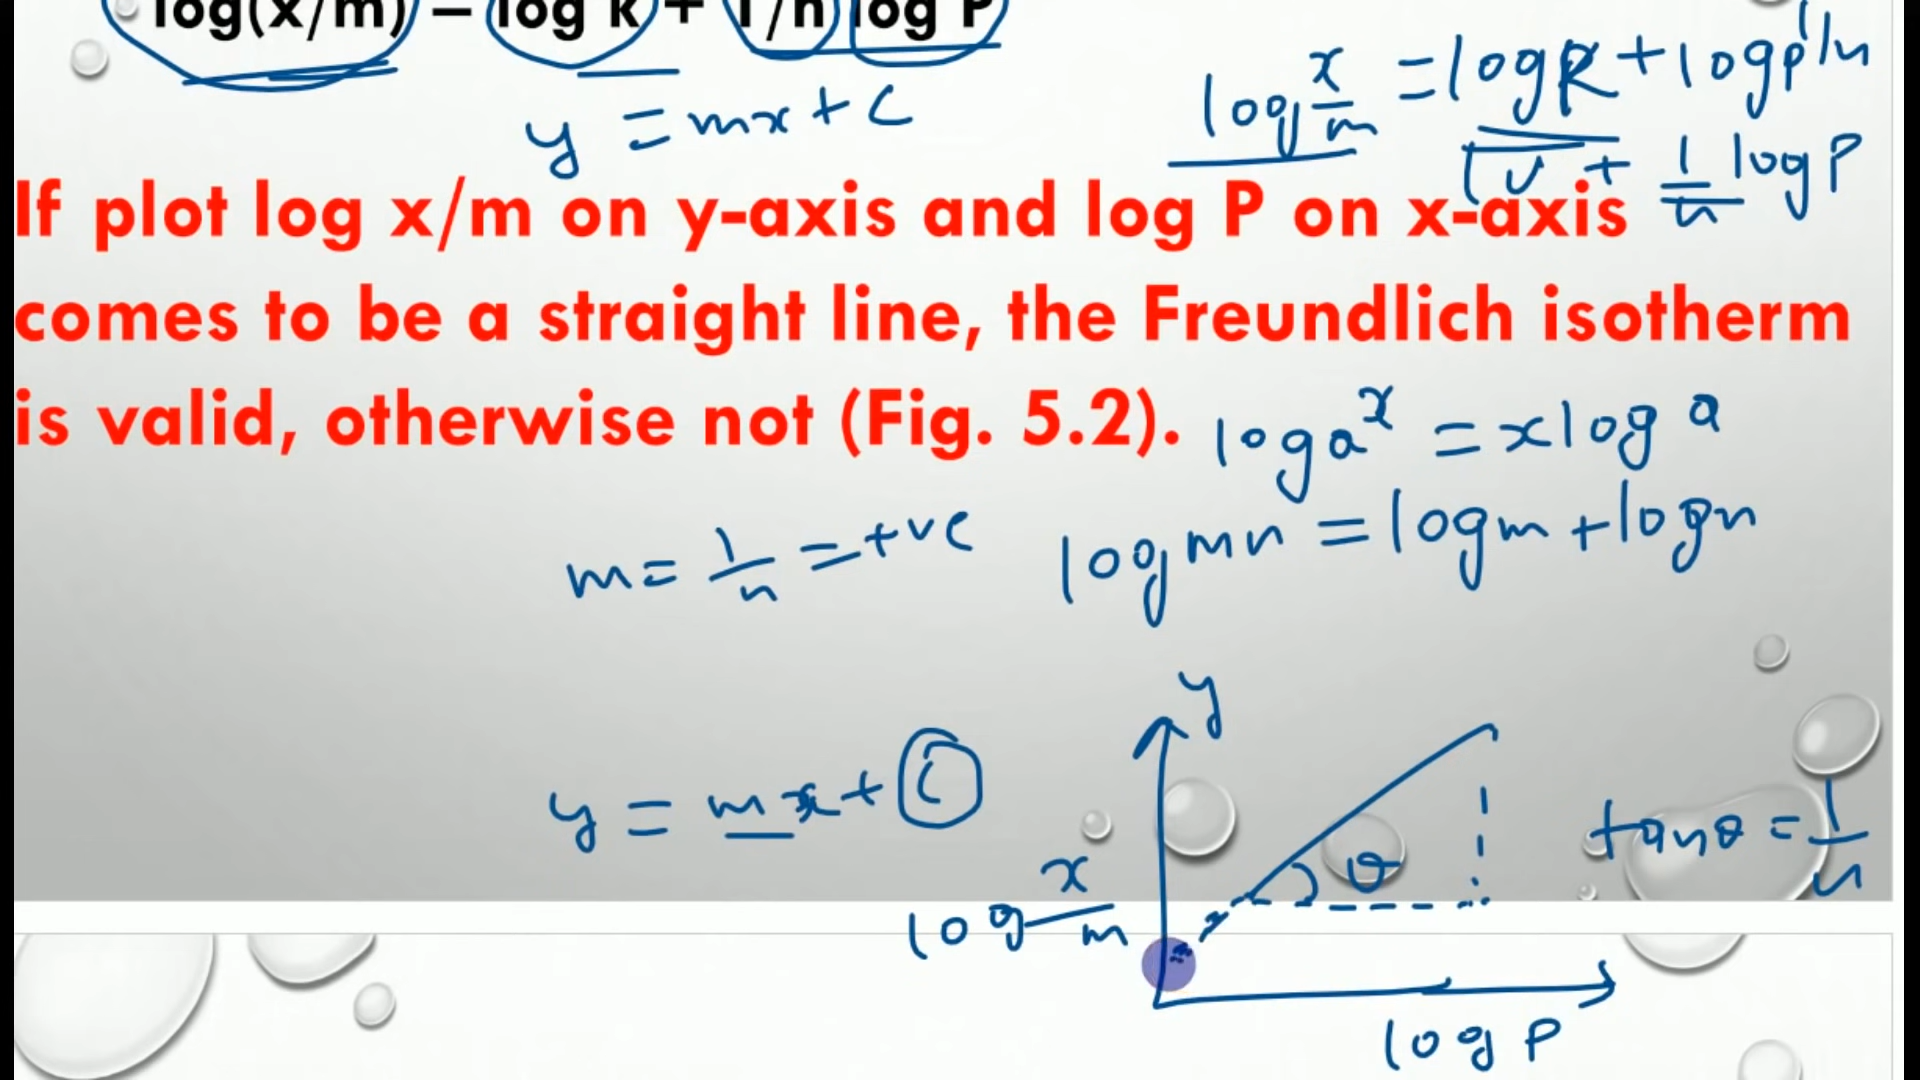 log(x/m) = log k + 1/n log P
log x/m = log k + log p^1/n
y = mx + c
+ 1/n log P
If plot log x/m on y-axis and log P on x-axis
comes to be a straight line, the Freundlich isotherm
is valid, otherwise not (Fig. 5.2).
log a^x = x log a
m = 1/n = +ve
log mn = log m + log n
y
y = mx + c
θ
tanθ = 1/n
log x/m
log P